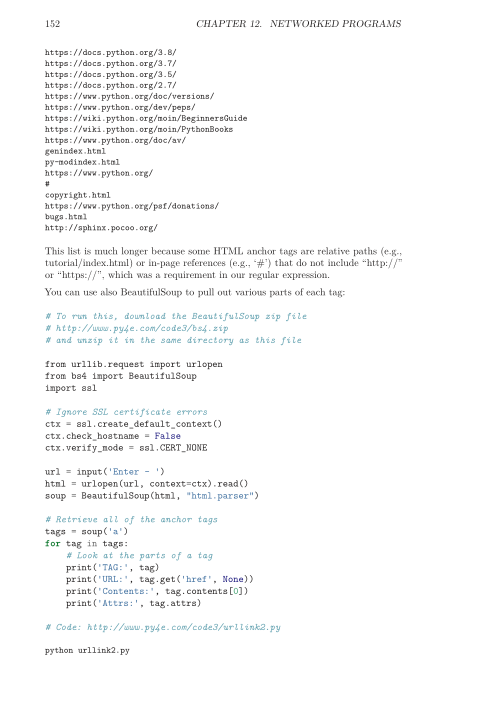 152 CHAPTER 12. NETWORKED PROGRAMS
https://docs.python.org/3.8/
https://docs.python.org/3.7/
https://docs.python.org/3.5/
https://docs.python.org/2.7/
https://www.python.org/doc/versions/
https://www.python.org/dev/peps/
https://wiki.python.org/moin/BeginnersGuide
https://wiki.python.org/moin/PythonBooks
https://www.python.org/doc/av/
genindex.html
py-modindex.html
https://www.python.org/
#
copyright.html
https://www.python.org/psf/donations/
bugs.html
http://sphinx.pocoo.org/
This list is much longer because some HTML anchor tags are relative paths (e.g.,
tutorial/index.html) or in-page references (e.g., ‘#’) that do not include “http://”
or “https://”, which was a requirement in our regular expression.
You can use also BeautifulSoup to pull out various parts of each tag:
# To run this, download the BeautifulSoup zip file
# http://www.py4e.com/code3/bs4.zip
# and unzip it in the same directory as this file
from urllib.request import urlopen
from bs4 import BeautifulSoup
import ssl
# Ignore SSL certificate errors
ctx = ssl.create_default_context()
ctx.check_hostname = False
ctx.verify_mode = ssl.CERT_NONE
url = input('Enter - ')
html = urlopen(url, context=ctx).read()
soup = BeautifulSoup(html, "html.parser")
# Retrieve all of the anchor tags
tags = soup('a')
for tag in tags:
    # Look at the parts of a tag
    print('TAG:', tag)
    print('URL:', tag.get('href', None))
    print('Contents:', tag.contents[0])
    print('Attrs:', tag.attrs)
# Code: http://www.py4e.com/code3/urllink2.py
python urllink2.py